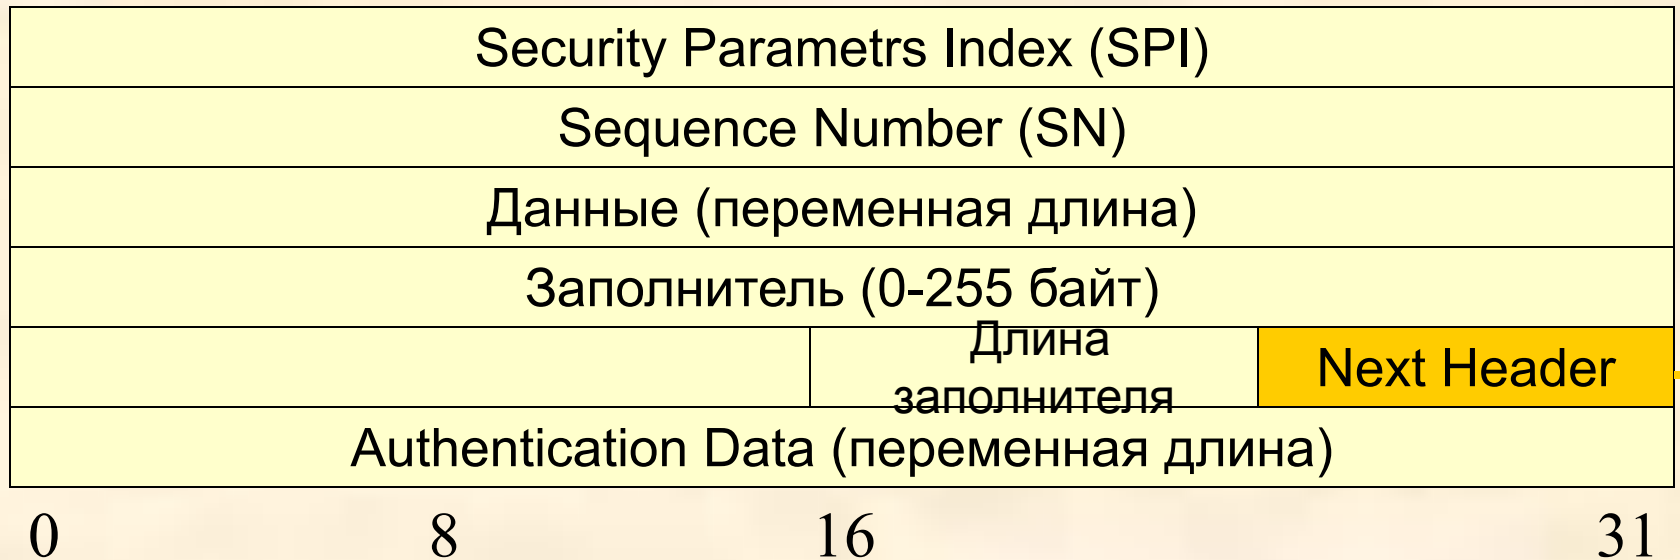 Security Parametrs Index (SPI)
Sequence Number (SN)
Данные (переменная длина)
Заполнитель (0-255 байт)
Длина
заполнителя
Next Header
Authentication Data (переменная длина)
0 8 16 31